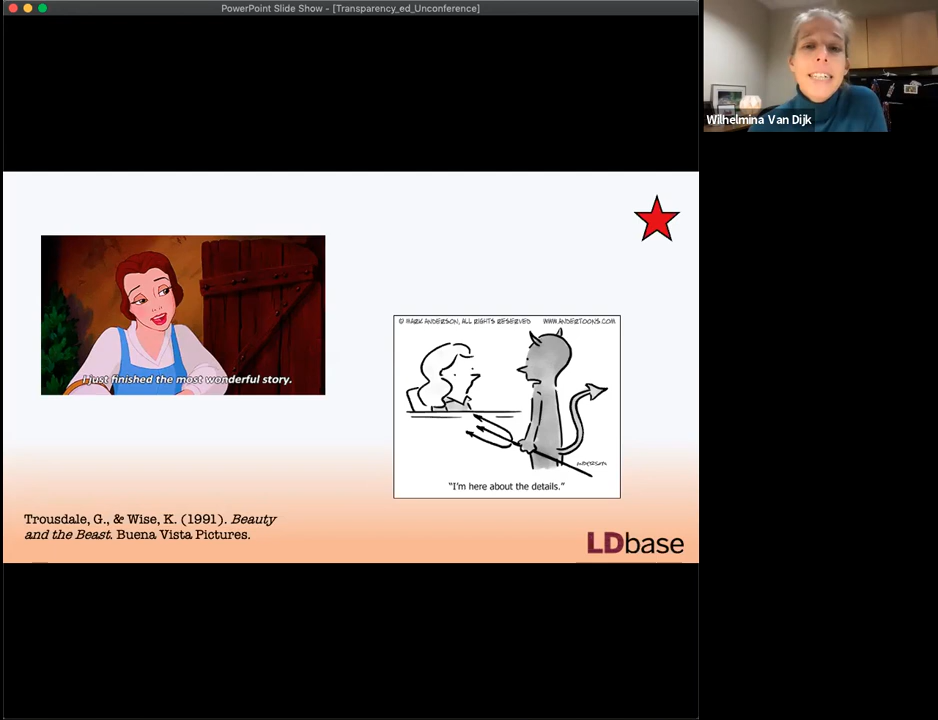 PowerPoint Slide Show - [Transparency_ed_Unconference]
Wilhelmina Van Dijk
I just finished the most wonderful story.
© MARK ANDERSON, ALL RIGHTS RESERVED WWW.ANDERTOONS.COM
ANDERSON
"I'm here about the details."
Trousdale, G., & Wise, K. (1991). Beauty
and the Beast. Buena Vista Pictures.
LDbase